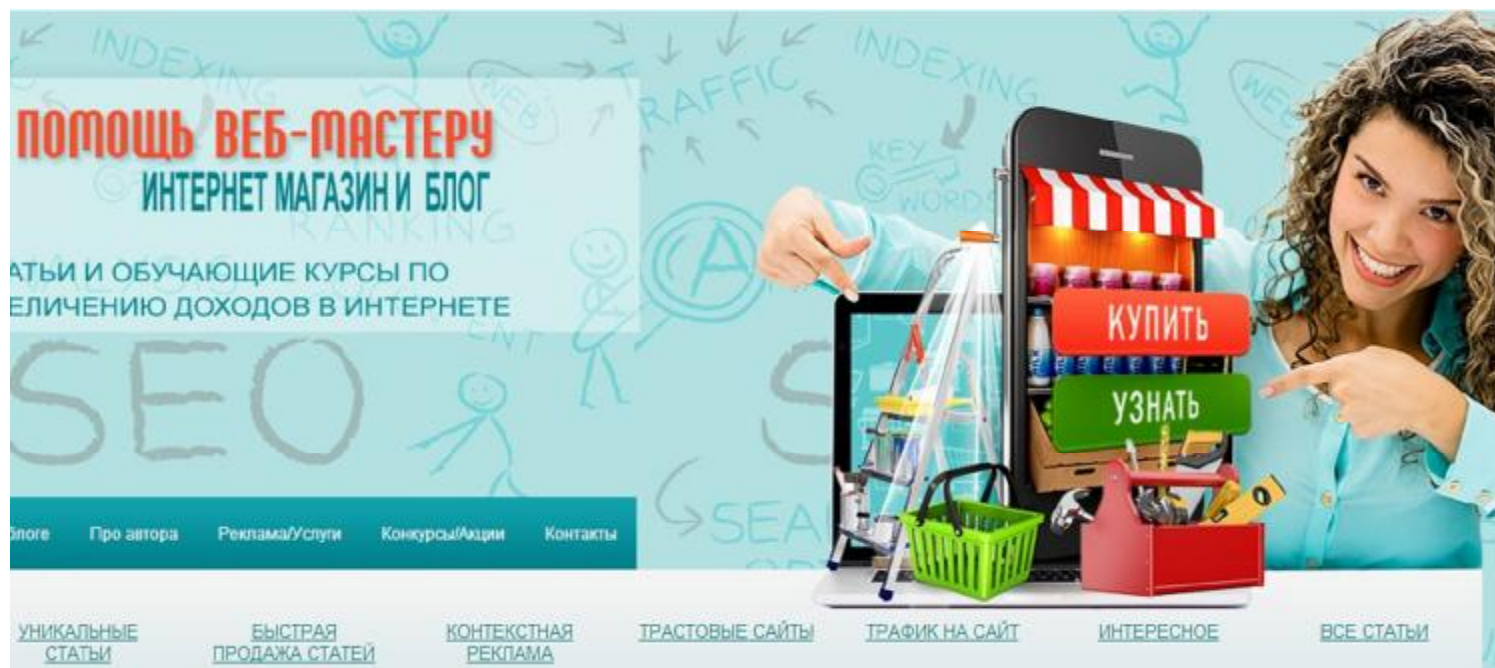 ПОМОЩЬ ВЕБ-МАСТЕРУ
ИНТЕРНЕТ МАГАЗИН И БЛОГ
АТЬИ И ОБУЧАЮЩИЕ КУРСЫ ПО
ЕЛИЧЕНИЮ ДОХОДОВ В ИНТЕРНЕТЕ
INDEXING
WEB'S
TRAFFIC
INDEXING
KEY
WORDS
RANKING
A
SEO
S
SEA
КУПИТЬ
УЗНАТЬ
блоге Про автора Реклама/Услуги Конкурсы/Акции Контакты
УНИКАЛЬНЫЕ СТАТЬИ
БЫСТРАЯ ПРОДАЖА СТАТЕЙ
КОНТЕКСТНАЯ РЕКЛАМА
ТРАСТОВЫЕ САЙТЫ
ТРАФИК НА САЙТ
ИНТЕРЕСНОЕ
ВСЕ СТАТЬИ